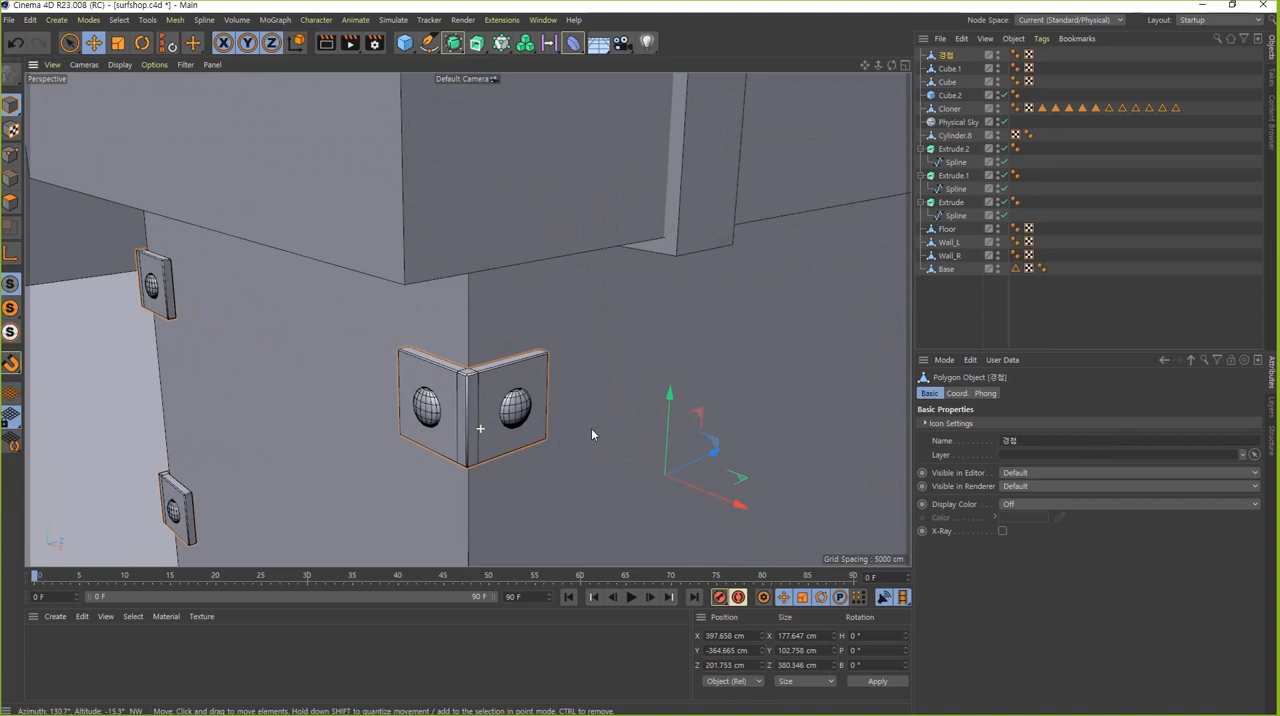 Cinema 4D R23.008 (RC) - [surfshop.c4d *] - Main
File Edit Create Modes Select Tools Mesh Spline Volume MoGraph Character Animate Simulate Tracker Render Extensions Window Help
Node Space: Current (Standard/Physical) Layout: Startup
View Cameras Display Options Filter Panel
Perspective
Default Camera
Grid Spacing : 5000 cm
File Edit View Object Tags Bookmarks
경첩
Cube.1
Cube
Cube.2
Cloner
Physical Sky
Cylinder.8
Extrude.2
Spline
Extrude.1
Spline
Extrude
Spline
Floor
Wall_L
Wall_R
Base
Objects
Takes
Content Browser
Mode Edit User Data
Polygon Object [경첩]
Basic Coord. Phong
Basic Properties
Icon Settings
Name 경첩
Layer
Visible in Editor Default
Visible in Renderer Default
Display Color Off
Color
X-Ray
Attributes
Layers
Structure
0 5 10 15 20 25 30 35 40 45 50 55 60 65 70 75 80 85 90 0 F
0 F 0 F 90 F 90 F
Create Edit View Select Material Texture
Position Size Rotation
X 397.658 cm X 177.647 cm H 0 °
Y -364.665 cm Y 102.758 cm P 0 °
Z 201.753 cm Z 380.346 cm B 0 °
Object (Rel) Size Apply
Azimuth: 130.7°, Altitude: -15.3° NW Move: Click and drag to move elements. Hold down SHIFT to quantize movement / add to the selection in point mode, CTRL to remove.